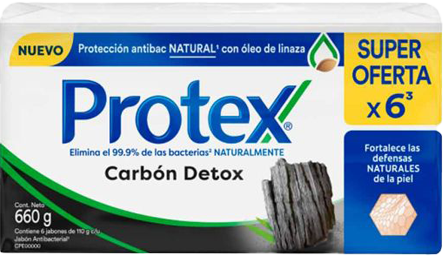 NUEVO
Protección antibac NATURAL¹ con óleo de linaza
SUPER
OFERTA
x 6³
Protex®
Elimina el 99.9% de las bacterias² NATURALMENTE
Carbón Detox
Fortalece las
defensas
NATURALES
de la piel
Cont. Neto
660 g
Contiene 6 jabones de 110 g c/u
Jabón Antibacterial¹